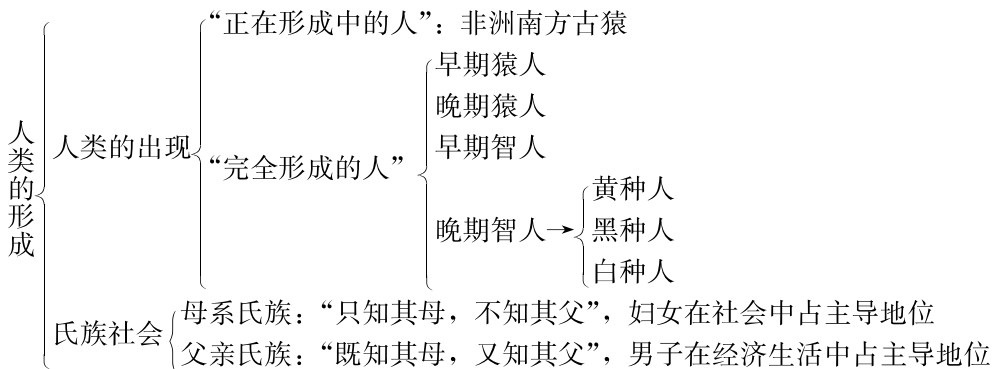 人类的形成
人类的出现
“正在形成中的人”：非洲南方古猿
“完全形成的人”
早期猿人
晚期猿人
早期智人
晚期智人→
黄种人
黑种人
白种人
氏族社会
母系氏族：“只知其母，不知其父”，妇女在社会中占主导地位
父亲氏族：“既知其母，又知其父”，男子在经济生活中占主导地位